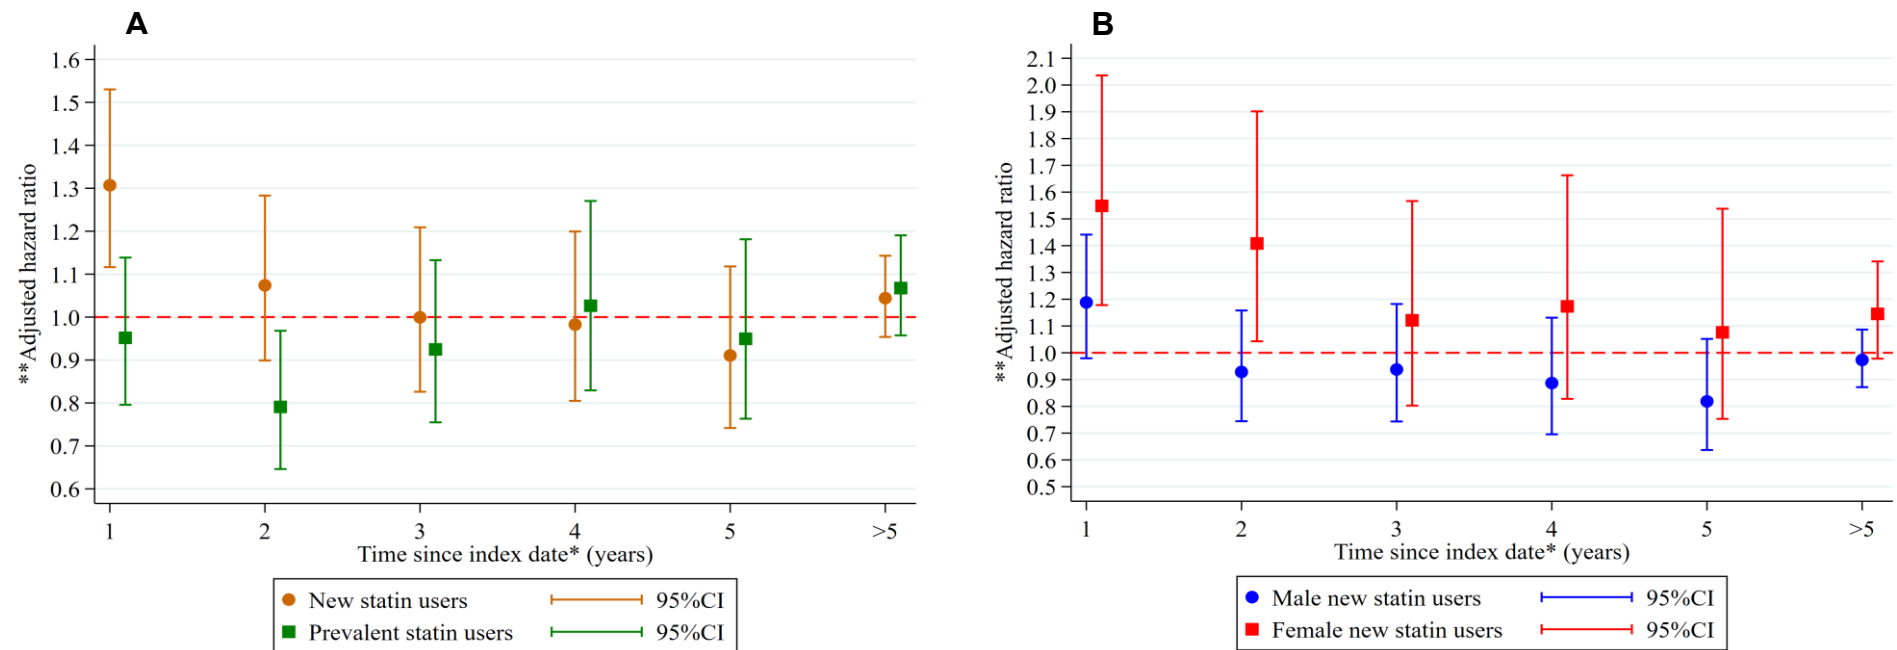 A
1.6
1.5
1.4
1.3
1.2
1.1
1.0
0.9
0.8
0.7
0.6
**Adjusted hazard ratio
1 2 3 4 5 >5
Time since index date* (years)
New statin users 95%CI
Prevalent statin users 95%CI
B
2.1
2.0
1.9
1.8
1.7
1.6
1.5
1.4
1.3
1.2
1.1
1.0
0.9
0.8
0.7
0.6
0.5
**Adjusted hazard ratio
1 2 3 4 5 >5
Time since index date* (years)
Male new statin users 95%CI
Female new statin users 95%CI